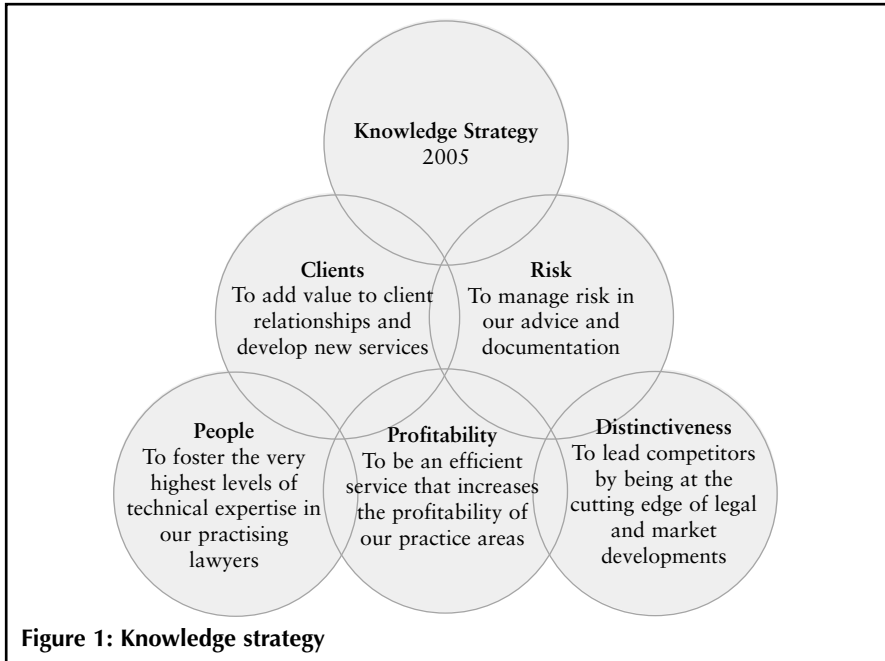 Knowledge Strategy
2005
Clients
To add value to client
relationships and
develop new services
Risk
To manage risk in
our advice and
documentation
People
To foster the very
highest levels of
technical expertise in
our practising
lawyers
Profitability
To be an efficient
service that increases
the profitability of
our practice areas
Distinctiveness
To lead competitors
by being at the
cutting edge of legal
and market
developments
Figure 1: Knowledge strategy